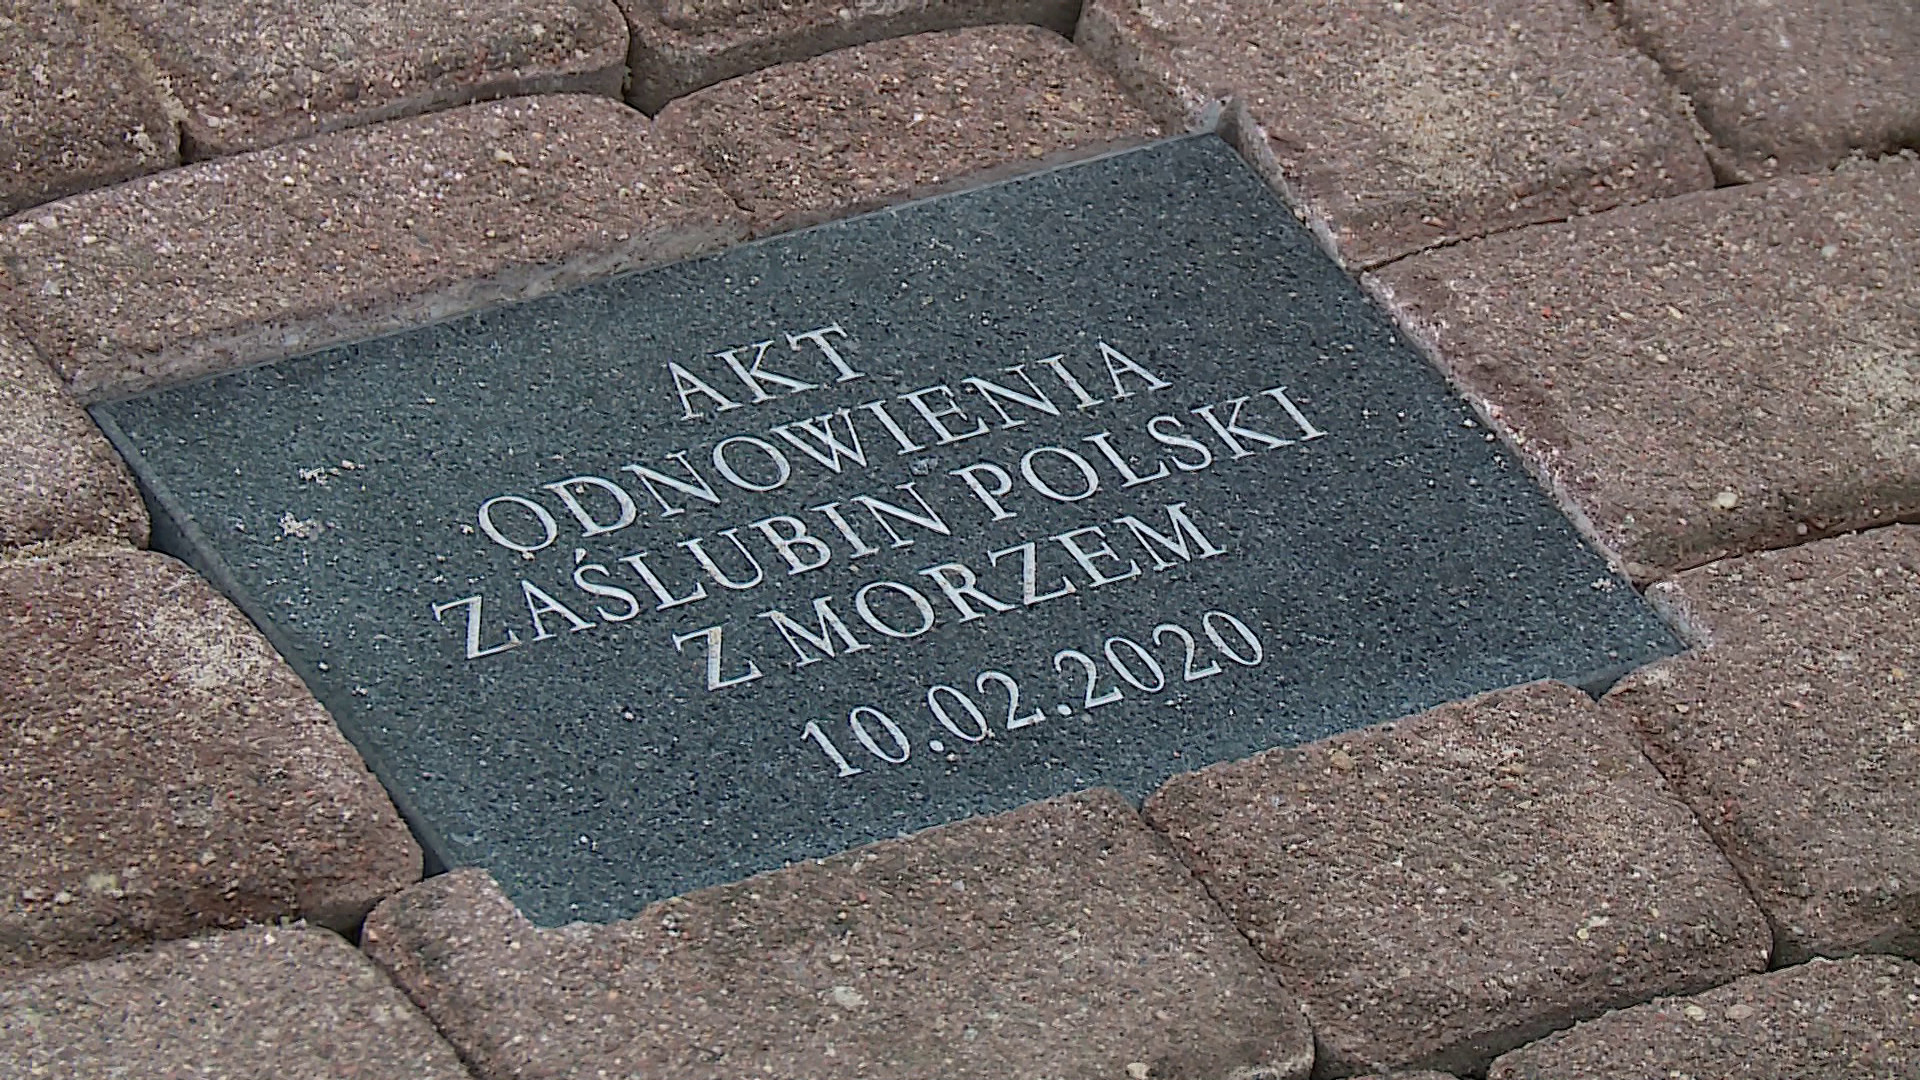 AKT
ODNOWIENIA
ZAŚLUBIN POLSKI
Z MORZEM
10.02.2020